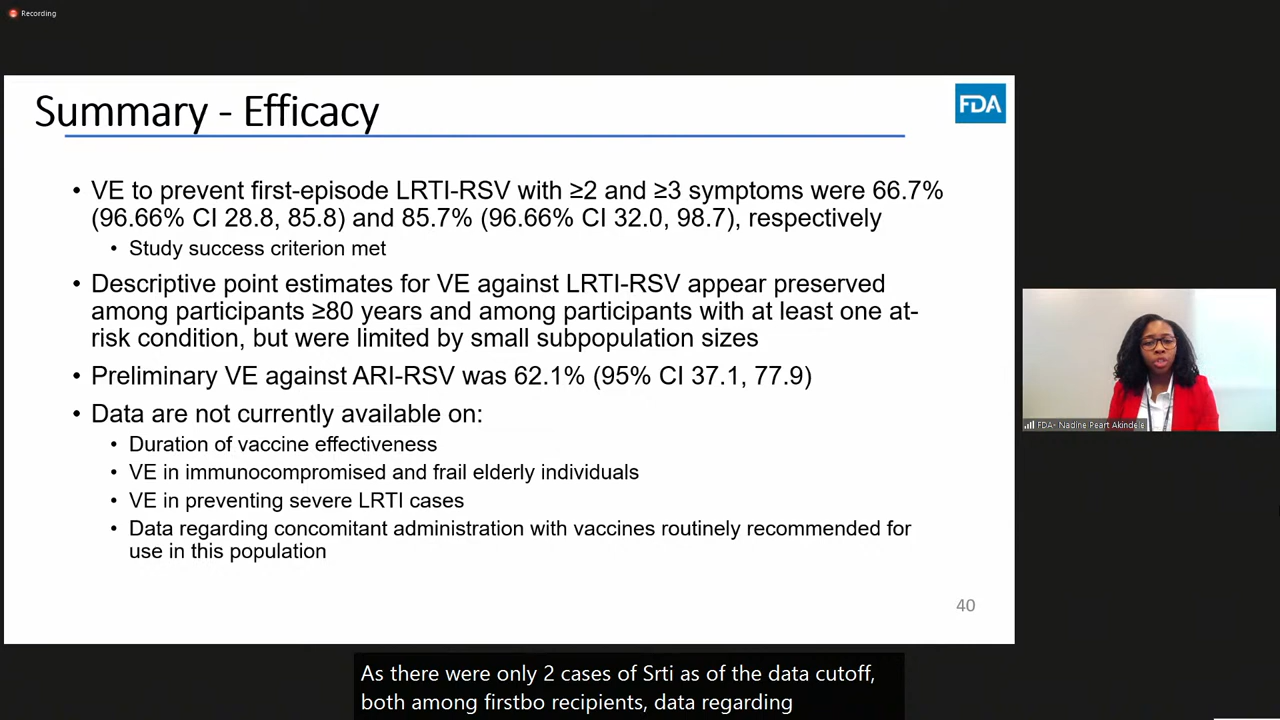 Recording
Summary - Efficacy
FDA
• VE to prevent first-episode LRTI-RSV with ≥2 and ≥3 symptoms were 66.7%
(96.66% CI 28.8, 85.8) and 85.7% (96.66% CI 32.0, 98.7), respectively
• Study success criterion met
• Descriptive point estimates for VE against LRTI-RSV appear preserved
among participants ≥80 years and among participants with at least one at-
risk condition, but were limited by small subpopulation sizes
• Preliminary VE against ARI-RSV was 62.1% (95% CI 37.1, 77.9)
• Data are not currently available on:
• Duration of vaccine effectiveness
• VE in immunocompromised and frail elderly individuals
• VE in preventing severe LRTI cases
• Data regarding concomitant administration with vaccines routinely recommended for
use in this population
40
FDA- Nadine Peart Akindele
As there were only 2 cases of Srti as of the data cutoff,
both among firstbo recipients, data regarding